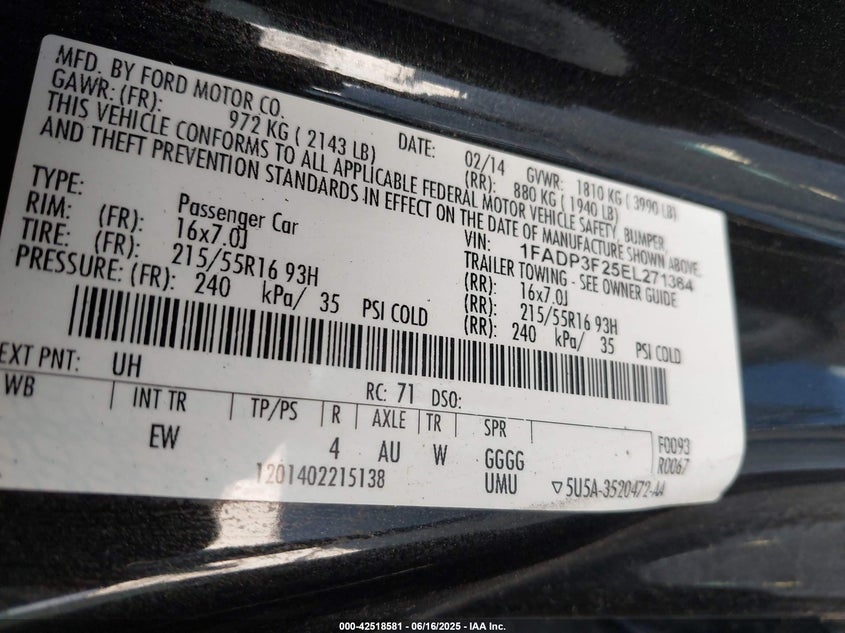 MFD. BY FORD MOTOR CO. DATE: 02/14 GVWR: 1810 KG ( 3990 LB)
GAWR: (FR): 972 KG ( 2143 LB) (RR): 880 KG ( 1940 LB)
THIS VEHICLE CONFORMS TO ALL APPLICABLE FEDERAL MOTOR VEHICLE SAFETY, BUMPER
AND THEFT PREVENTION STANDARDS IN EFFECT ON THE DATE OF MANUFACTURE SHOWN ABOVE.
VIN: 1FADP3F25EL271384
TYPE: Passenger Car TRAILER TOWING - SEE OWNER GUIDE
RIM: (FR): 16x7.0J (RR): 16x7.0J
TIRE: (FR): 215/55R16 93H (RR): 215/55R16 93H
PRESSURE: (FR): 240 kPa/ 35 PSI COLD (RR): 240 kPa/ 35 PSI COLD
EXT PNT: UH RC: 71 DSO:
WB INT TR TP/PS R AXLE TR SPR
EW 4 AU W GGGG F0093
1201402215138 UMU R0067
▽5U5A-3520472-AA
000-42518581 - 06/16/2025 - IAA Inc.